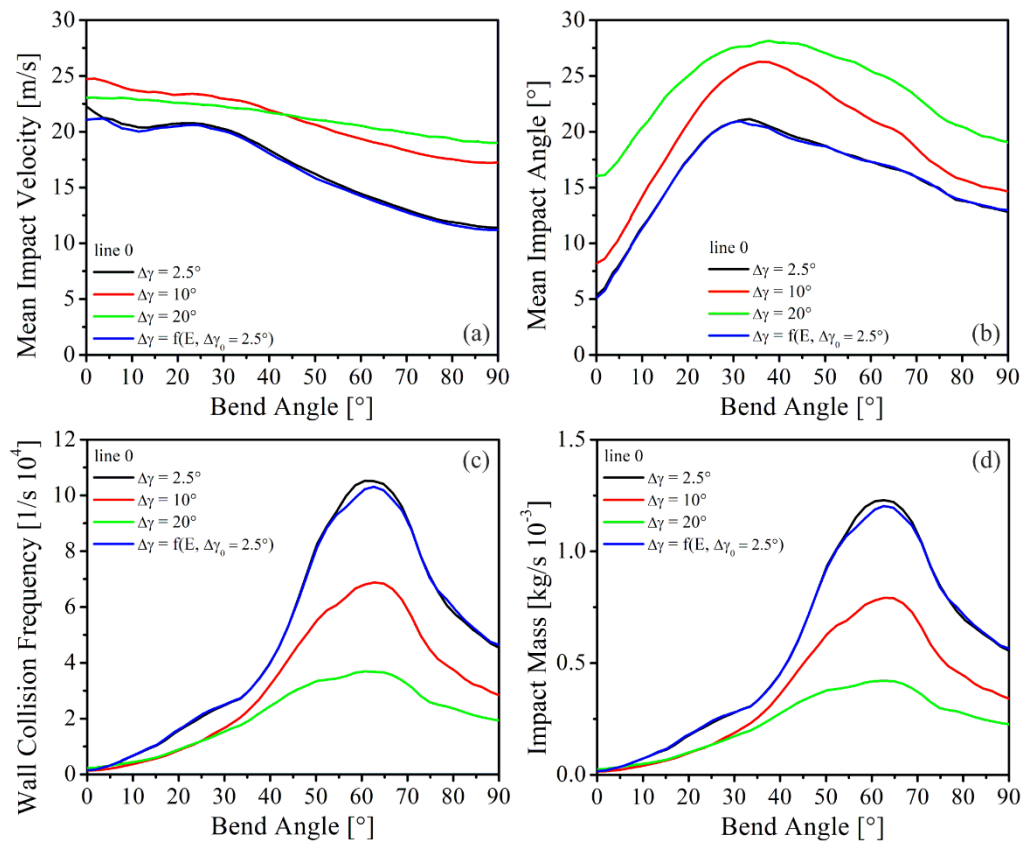 30
25
20
15
10
5
0
Mean Impact Velocity [m/s]
line 0
Δγ = 2.5°
Δγ = 10°
Δγ = 20°
Δγ = f(E, Δγ₀ = 2.5°)
(a)
0 10 20 30 40 50 60 70 80 90
Bend Angle [°]
30
25
20
15
10
5
0
Mean Impact Angle [°]
line 0
Δγ = 2.5°
Δγ = 10°
Δγ = 20°
Δγ = f(E, Δγ₀ = 2.5°)
(b)
0 10 20 30 40 50 60 70 80 90
Bend Angle [°]
12
10
8
6
4
2
0
Wall Collision Frequency [1/s 10⁴]
line 0
Δγ = 2.5°
Δγ = 10°
Δγ = 20°
Δγ = f(E, Δγ₀ = 2.5°)
(c)
0 10 20 30 40 50 60 70 80 90
Bend Angle [°]
1.5
1.0
0.5
0.0
Impact Mass [kg/s 10⁻³]
line 0
Δγ = 2.5°
Δγ = 10°
Δγ = 20°
Δγ = f(E, Δγ₀ = 2.5°)
(d)
0 10 20 30 40 50 60 70 80 90
Bend Angle [°]